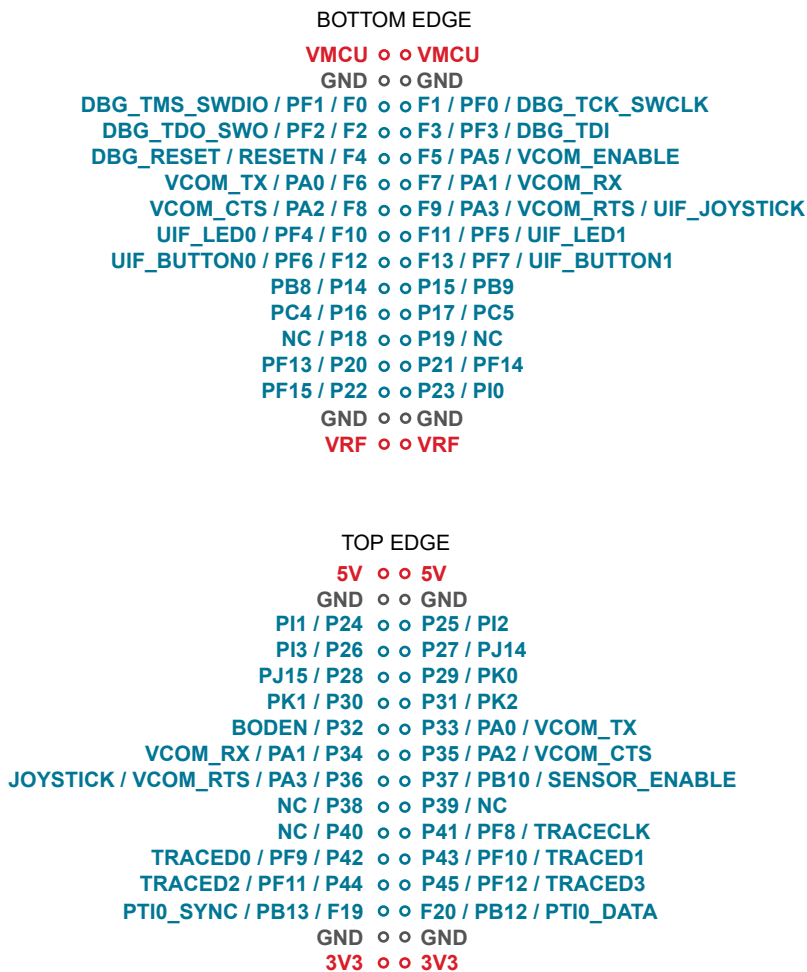 BOTTOM EDGE
VMCU VMCU
GND GND
DBG_TMS_SWDIO / PF1 / F0 F1 / PF0 / DBG_TCK_SWCLK
DBG_TDO_SWO / PF2 / F2 F3 / PF3 / DBG_TDI
DBG_RESET / RESETN / F4 F5 / PA5 / VCOM_ENABLE
VCOM_TX / PA0 / F6 F7 / PA1 / VCOM_RX
VCOM_CTS / PA2 / F8 F9 / PA3 / VCOM_RTS / UIF_JOYSTICK
UIF_LED0 / PF4 / F10 F11 / PF5 / UIF_LED1
UIF_BUTTON0 / PF6 / F12 F13 / PF7 / UIF_BUTTON1
PB8 / P14 P15 / PB9
PC4 / P16 P17 / PC5
NC / P18 P19 / NC
PF13 / P20 P21 / PF14
PF15 / P22 P23 / PI0
GND GND
VRF VRF
TOP EDGE
5V 5V
GND GND
PI1 / P24 P25 / PI2
PI3 / P26 P27 / PJ14
PJ15 / P28 P29 / PK0
PK1 / P30 P31 / PK2
BODEN / P32 P33 / PA0 / VCOM_TX
VCOM_RX / PA1 / P34 P35 / PA2 / VCOM_CTS
JOYSTICK / VCOM_RTS / PA3 / P36 P37 / PB10 / SENSOR_ENABLE
NC / P38 P39 / NC
NC / P40 P41 / PF8 / TRACECLK
TRACED0 / PF9 / P42 P43 / PF10 / TRACED1
TRACED2 / PF11 / P44 P45 / PF12 / TRACED3
PTI0_SYNC / PB13 / F19 F20 / PB12 / PTI0_DATA
GND GND
3V3 3V3